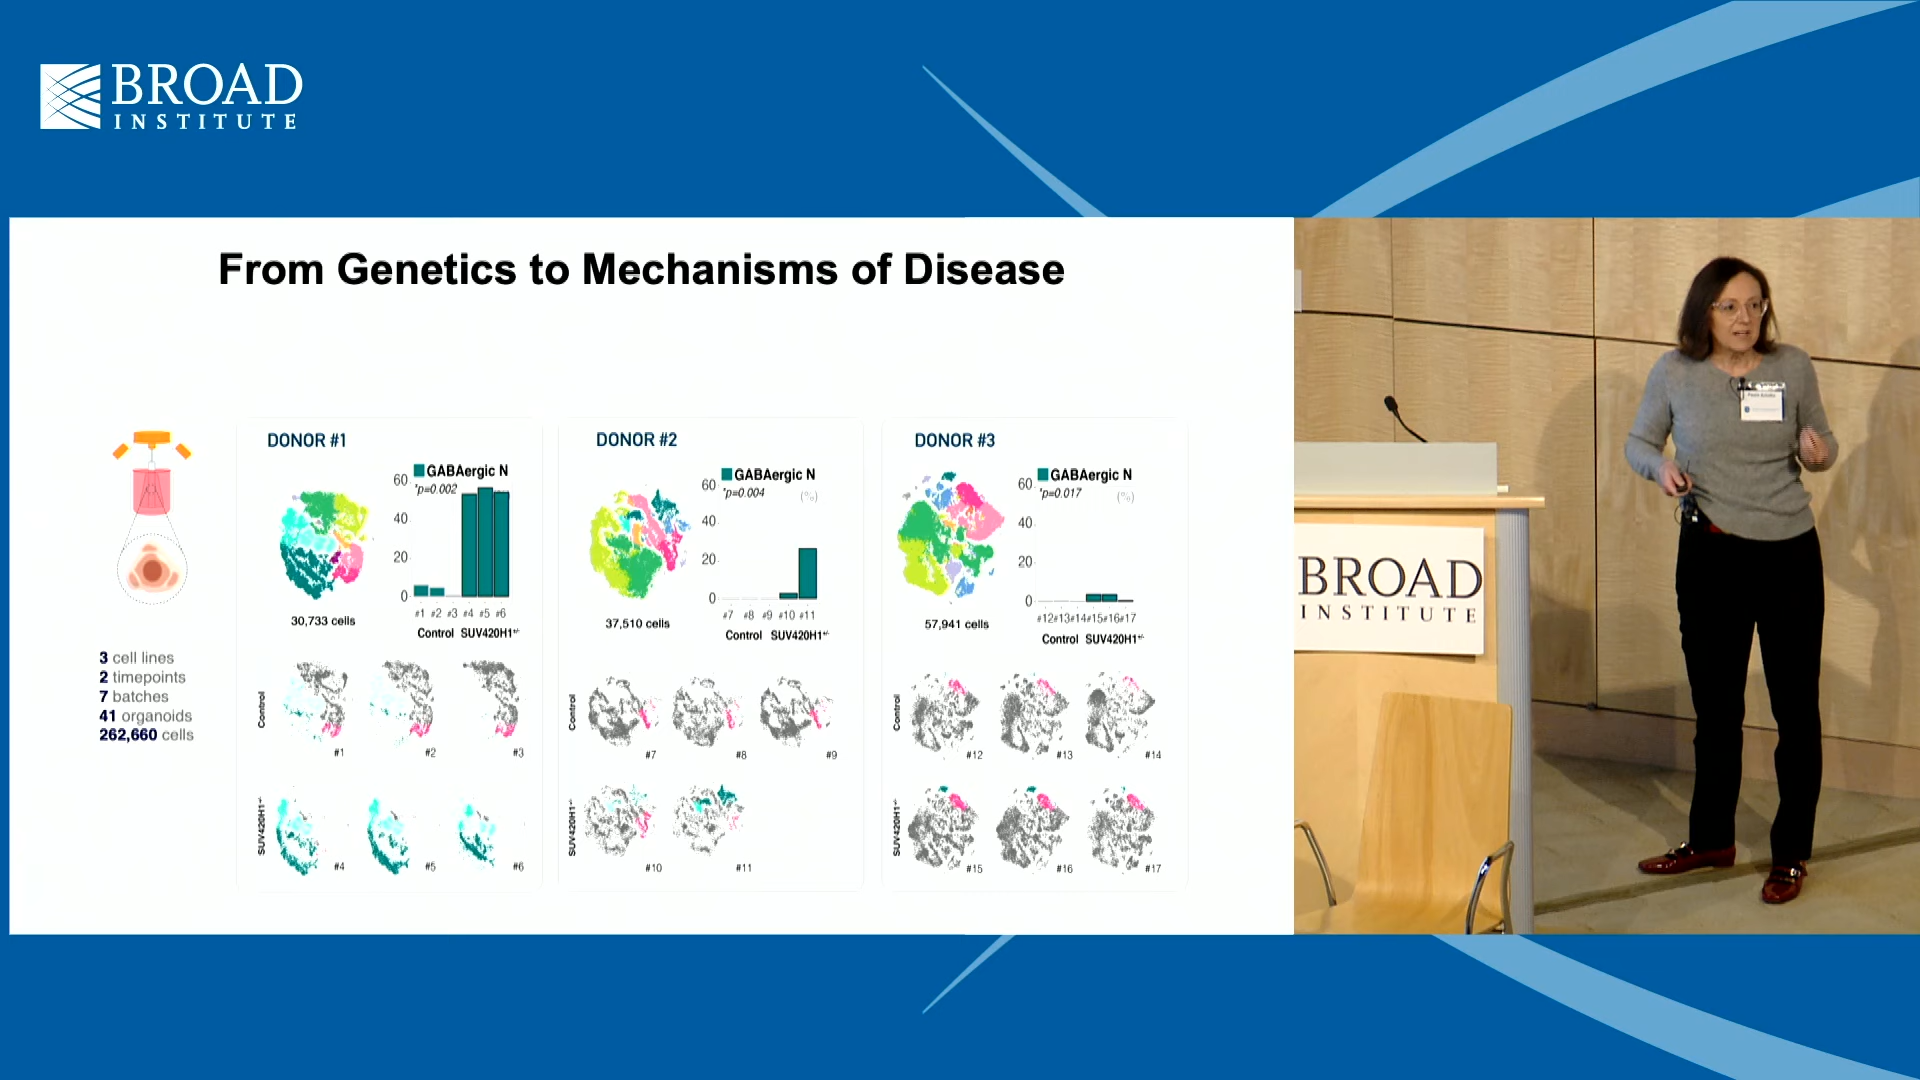 BROAD
INSTITUTE
From Genetics to Mechanisms of Disease
3 cell lines
2 timepoints
7 batches
41 organoids
262,660 cells
DONOR #1
GABAergic N
*p=0.002
60
40
20
0
#1 #2 #3 #4 #5 #6
Control SUV420H1+/-
30,733 cells
Control
#1 #2 #3
SUV420H1+/-
#4 #5 #6
DONOR #2
GABAergic N
*p=0.004 (%)
60
40
20
0
#7 #8 #9 #10 #11
Control SUV420H1+/-
37,510 cells
Control
#7 #8 #9
SUV420H1+/-
#10 #11
DONOR #3
GABAergic N
*p=0.017 (%)
60
40
20
0
#12#13#14#15#16#17
Control SUV420H1+/-
57,941 cells
Control
#12 #13 #14
SUV420H1+/-
#15 #16 #17
BROAD
INSTITUTE